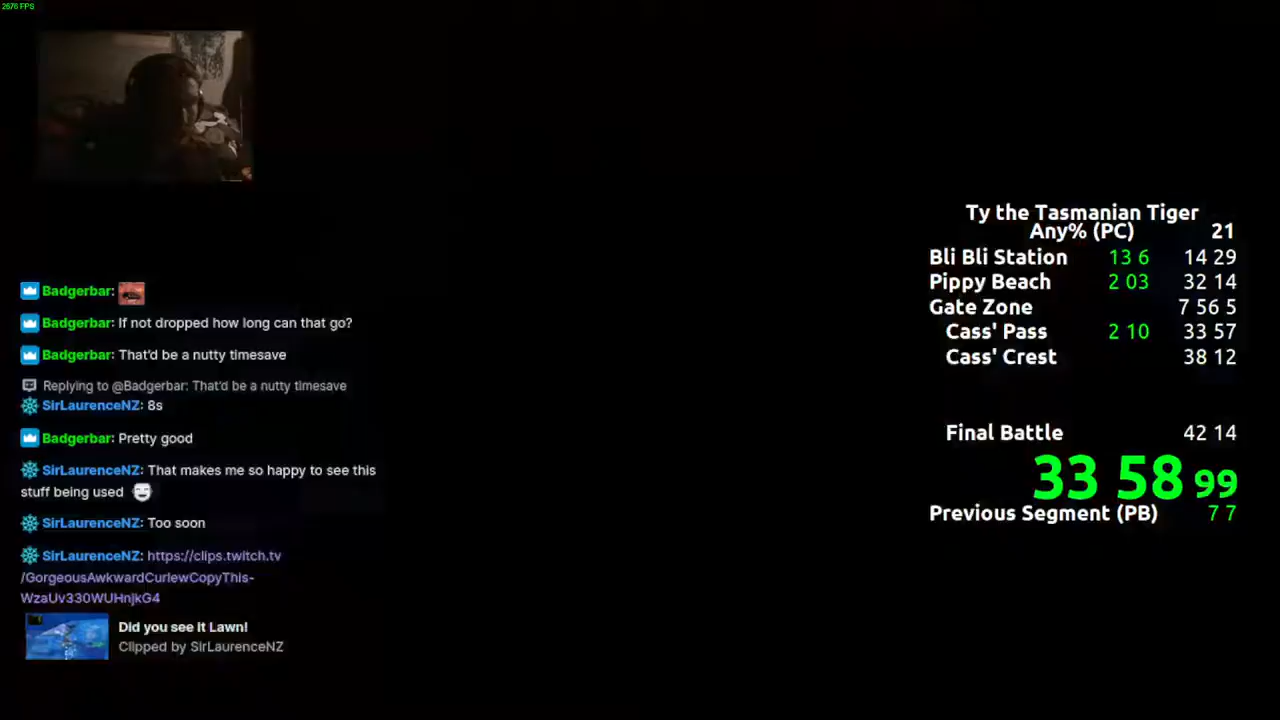 2676 FPS
Ty the Tasmanian Tiger
Any% (PC) 21
Bli Bli Station 13 6 14 29
Pippy Beach 2 03 32 14
Gate Zone 7 56 5
Cass' Pass 2 10 33 57
Cass' Crest 38 12
Final Battle 42 14
33 58 99
Previous Segment (PB) 7 7
Badgerbar:
Badgerbar: If not dropped how long can that go?
Badgerbar: That'd be a nutty timesave
Replying to @Badgerbar: That'd be a nutty timesave
SirLaurenceNZ: 8s
Badgerbar: Pretty good
SirLaurenceNZ: That makes me so happy to see this
stuff being used
SirLaurenceNZ: Too soon
SirLaurenceNZ: https://clips.twitch.tv
/GorgeousAwkwardCurlewCopyThis-
WzaUv330WUHnjkG4
Did you see it Lawn!
Clipped by SirLaurenceNZ